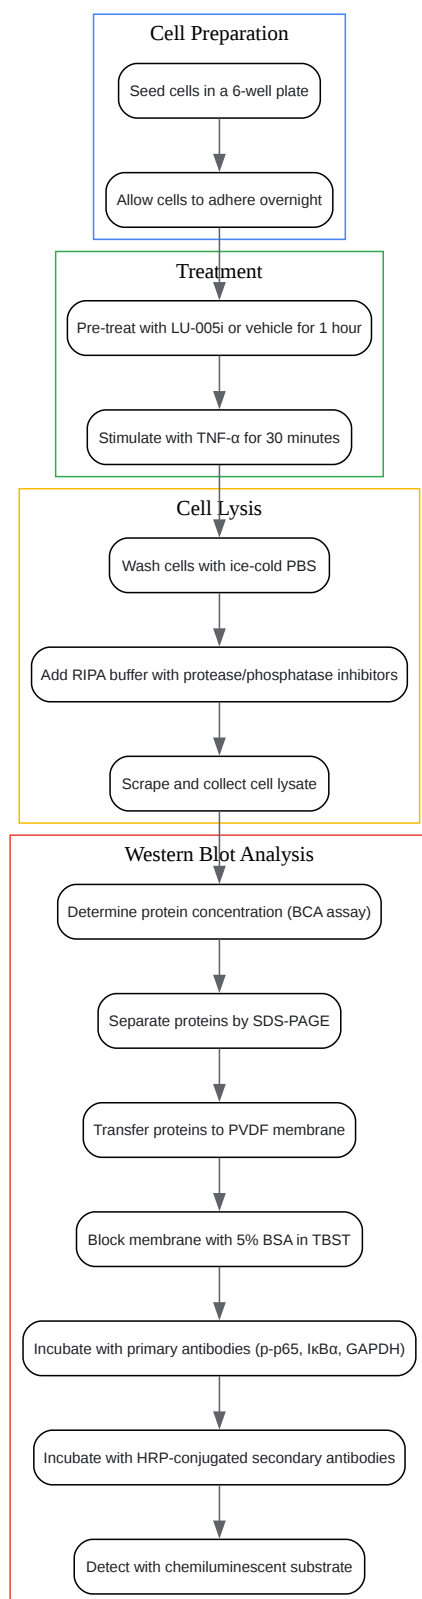 Cell Preparation
Seed cells in a 6-well plate
Allow cells to adhere overnight
Treatment
Pre-treat with LU-005i or vehicle for 1 hour
Stimulate with TNF-α for 30 minutes
Cell Lysis
Wash cells with ice-cold PBS
Add RIPA buffer with protease/phosphatase inhibitors
Scrape and collect cell lysate
Western Blot Analysis
Determine protein concentration (BCA assay)
Separate proteins by SDS-PAGE
Transfer proteins to PVDF membrane
Block membrane with 5% BSA in TBST
Incubate with primary antibodies (p-p65, IκBα, GAPDH)
Incubate with HRP-conjugated secondary antibodies
Detect with chemiluminescent substrate